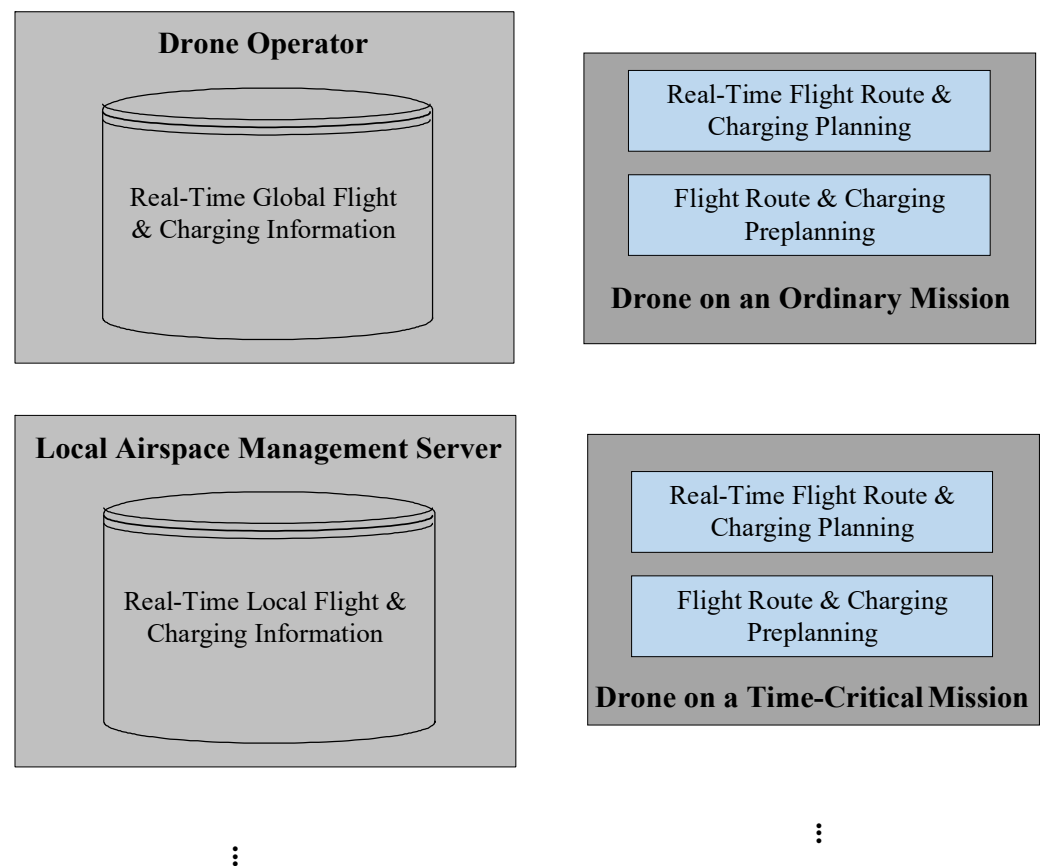 Drone Operator
Real-Time Global Flight
& Charging Information
Real-Time Flight Route &
Charging Planning
Flight Route & Charging
Preplanning
Drone on an Ordinary Mission
Local Airspace Management Server
Real-Time Local Flight &
Charging Information
Real-Time Flight Route &
Charging Planning
Flight Route & Charging
Preplanning
Drone on a Time-Critical Mission